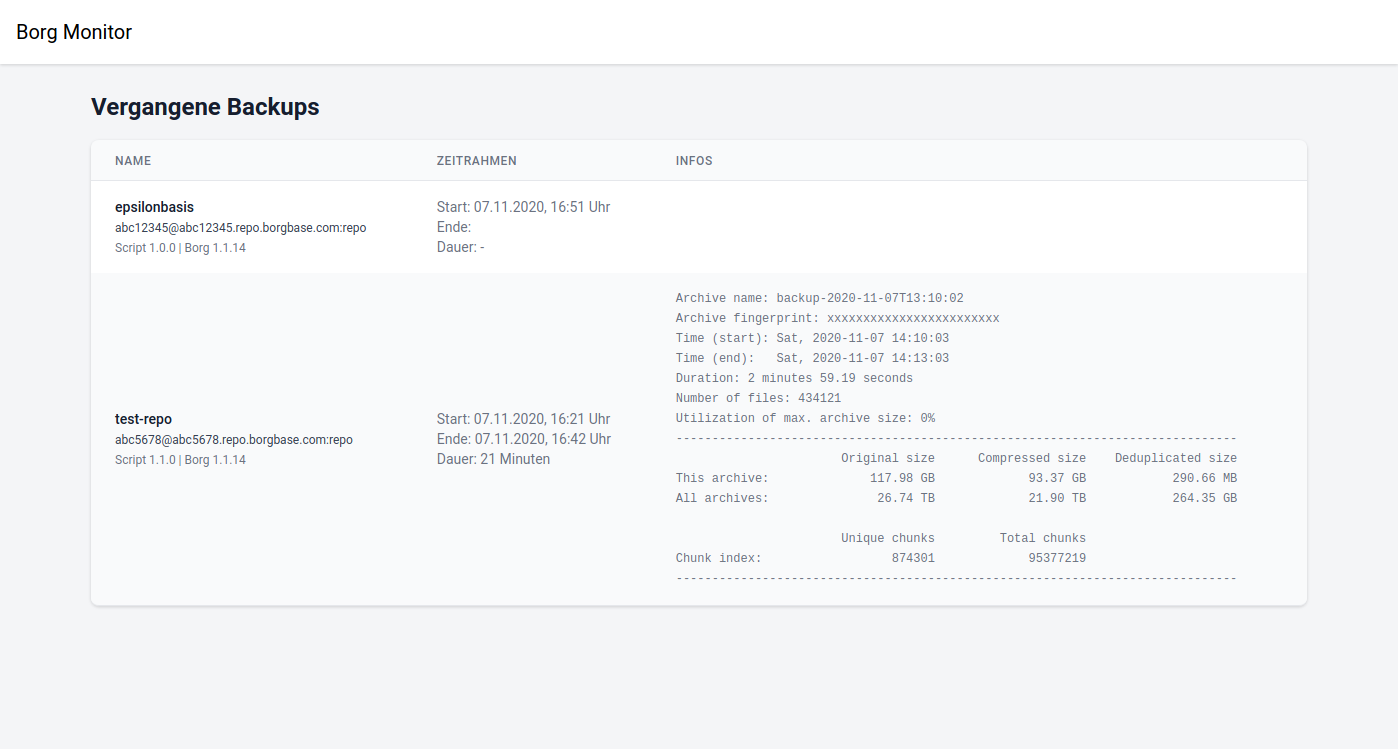 Borg Monitor
Vergangene Backups
NAME ZEITRAHMEN INFOS
epsilonbasis
abc12345@abc12345.repo.borgbase.com:repo
Script 1.0.0 | Borg 1.1.14
Start: 07.11.2020, 16:51 Uhr
Ende:
Dauer: -
test-repo
abc5678@abc5678.repo.borgbase.com:repo
Script 1.1.0 | Borg 1.1.14
Start: 07.11.2020, 16:21 Uhr
Ende: 07.11.2020, 16:42 Uhr
Dauer: 21 Minuten
Archive name: backup-2020-11-07T13:10:02
Archive fingerprint: xxxxxxxxxxxxxxxxxxxxxxxx
Time (start): Sat, 2020-11-07 14:10:03
Time (end):   Sat, 2020-11-07 14:13:03
Duration: 2 minutes 59.19 seconds
Number of files: 434121
Utilization of max. archive size: 0%
------------------------------------------------------------------------------
                       Original size      Compressed size    Deduplicated size
This archive:              117.98 GB             93.37 GB            290.66 MB
All archives:               26.74 TB             21.90 TB            264.35 GB
                       Unique chunks         Total chunks
Chunk index:                  874301             95377219
------------------------------------------------------------------------------